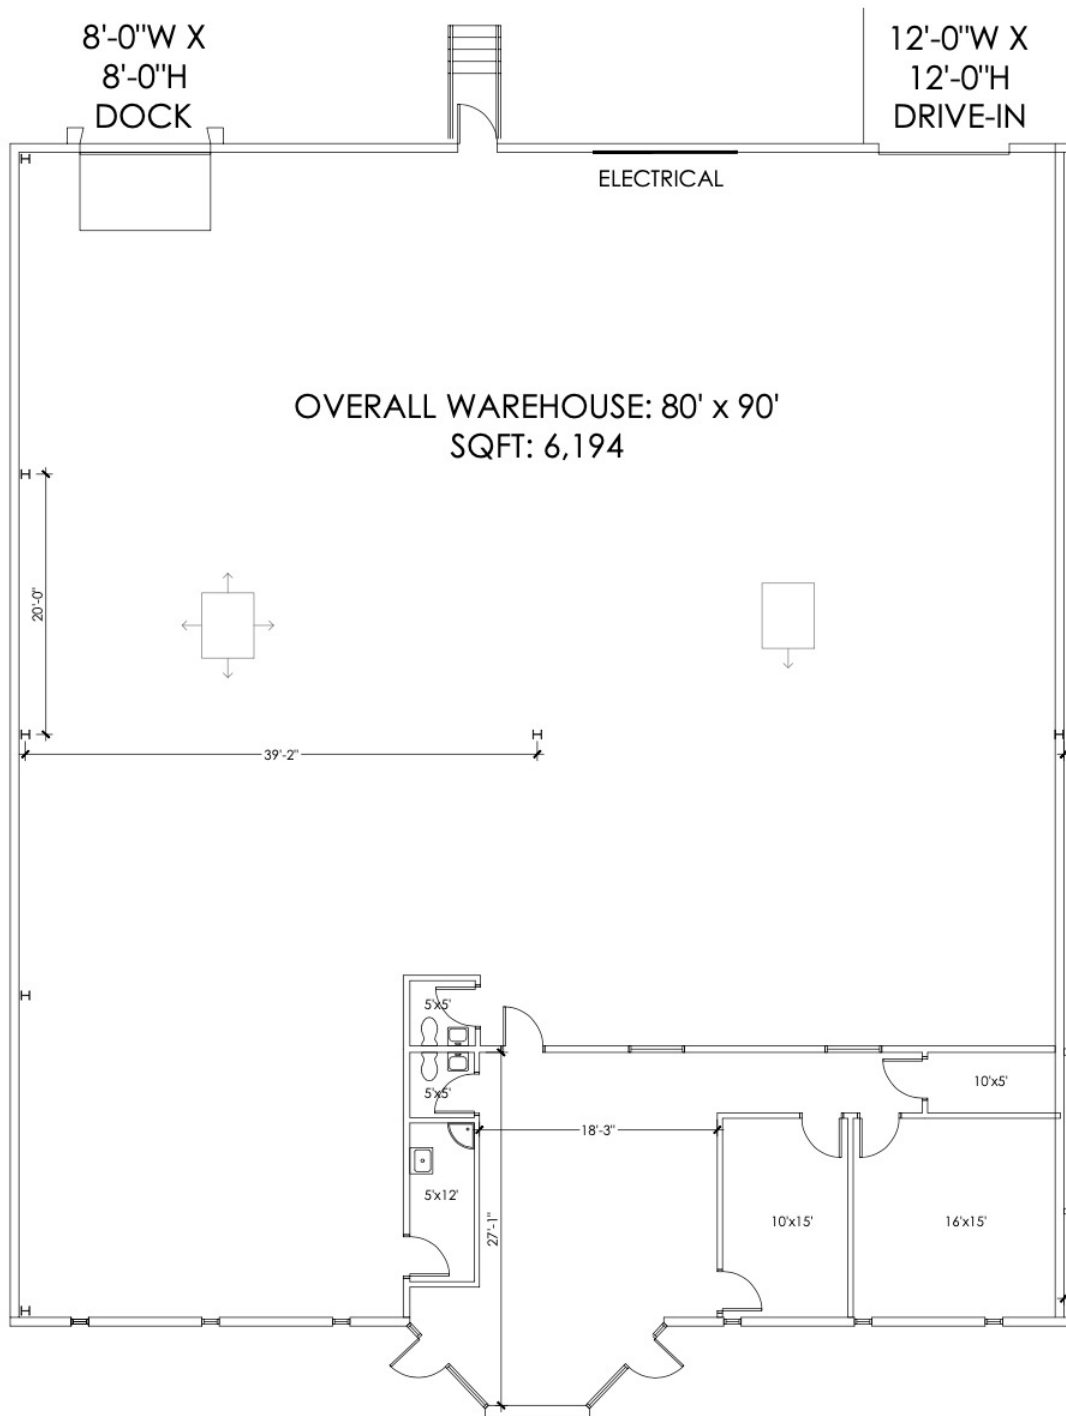 8'-0"W X
8'-0"H
DOCK
12'-0"W X
12'-0"H
DRIVE-IN
ELECTRICAL
OVERALL WAREHOUSE: 80' x 90'
SQFT: 6,194
20'-0"
39'-2"
5'x5'
5'x5'
10'x5'
18'-3"
5'x12'
27'-1"
10'x15'
16'x15'